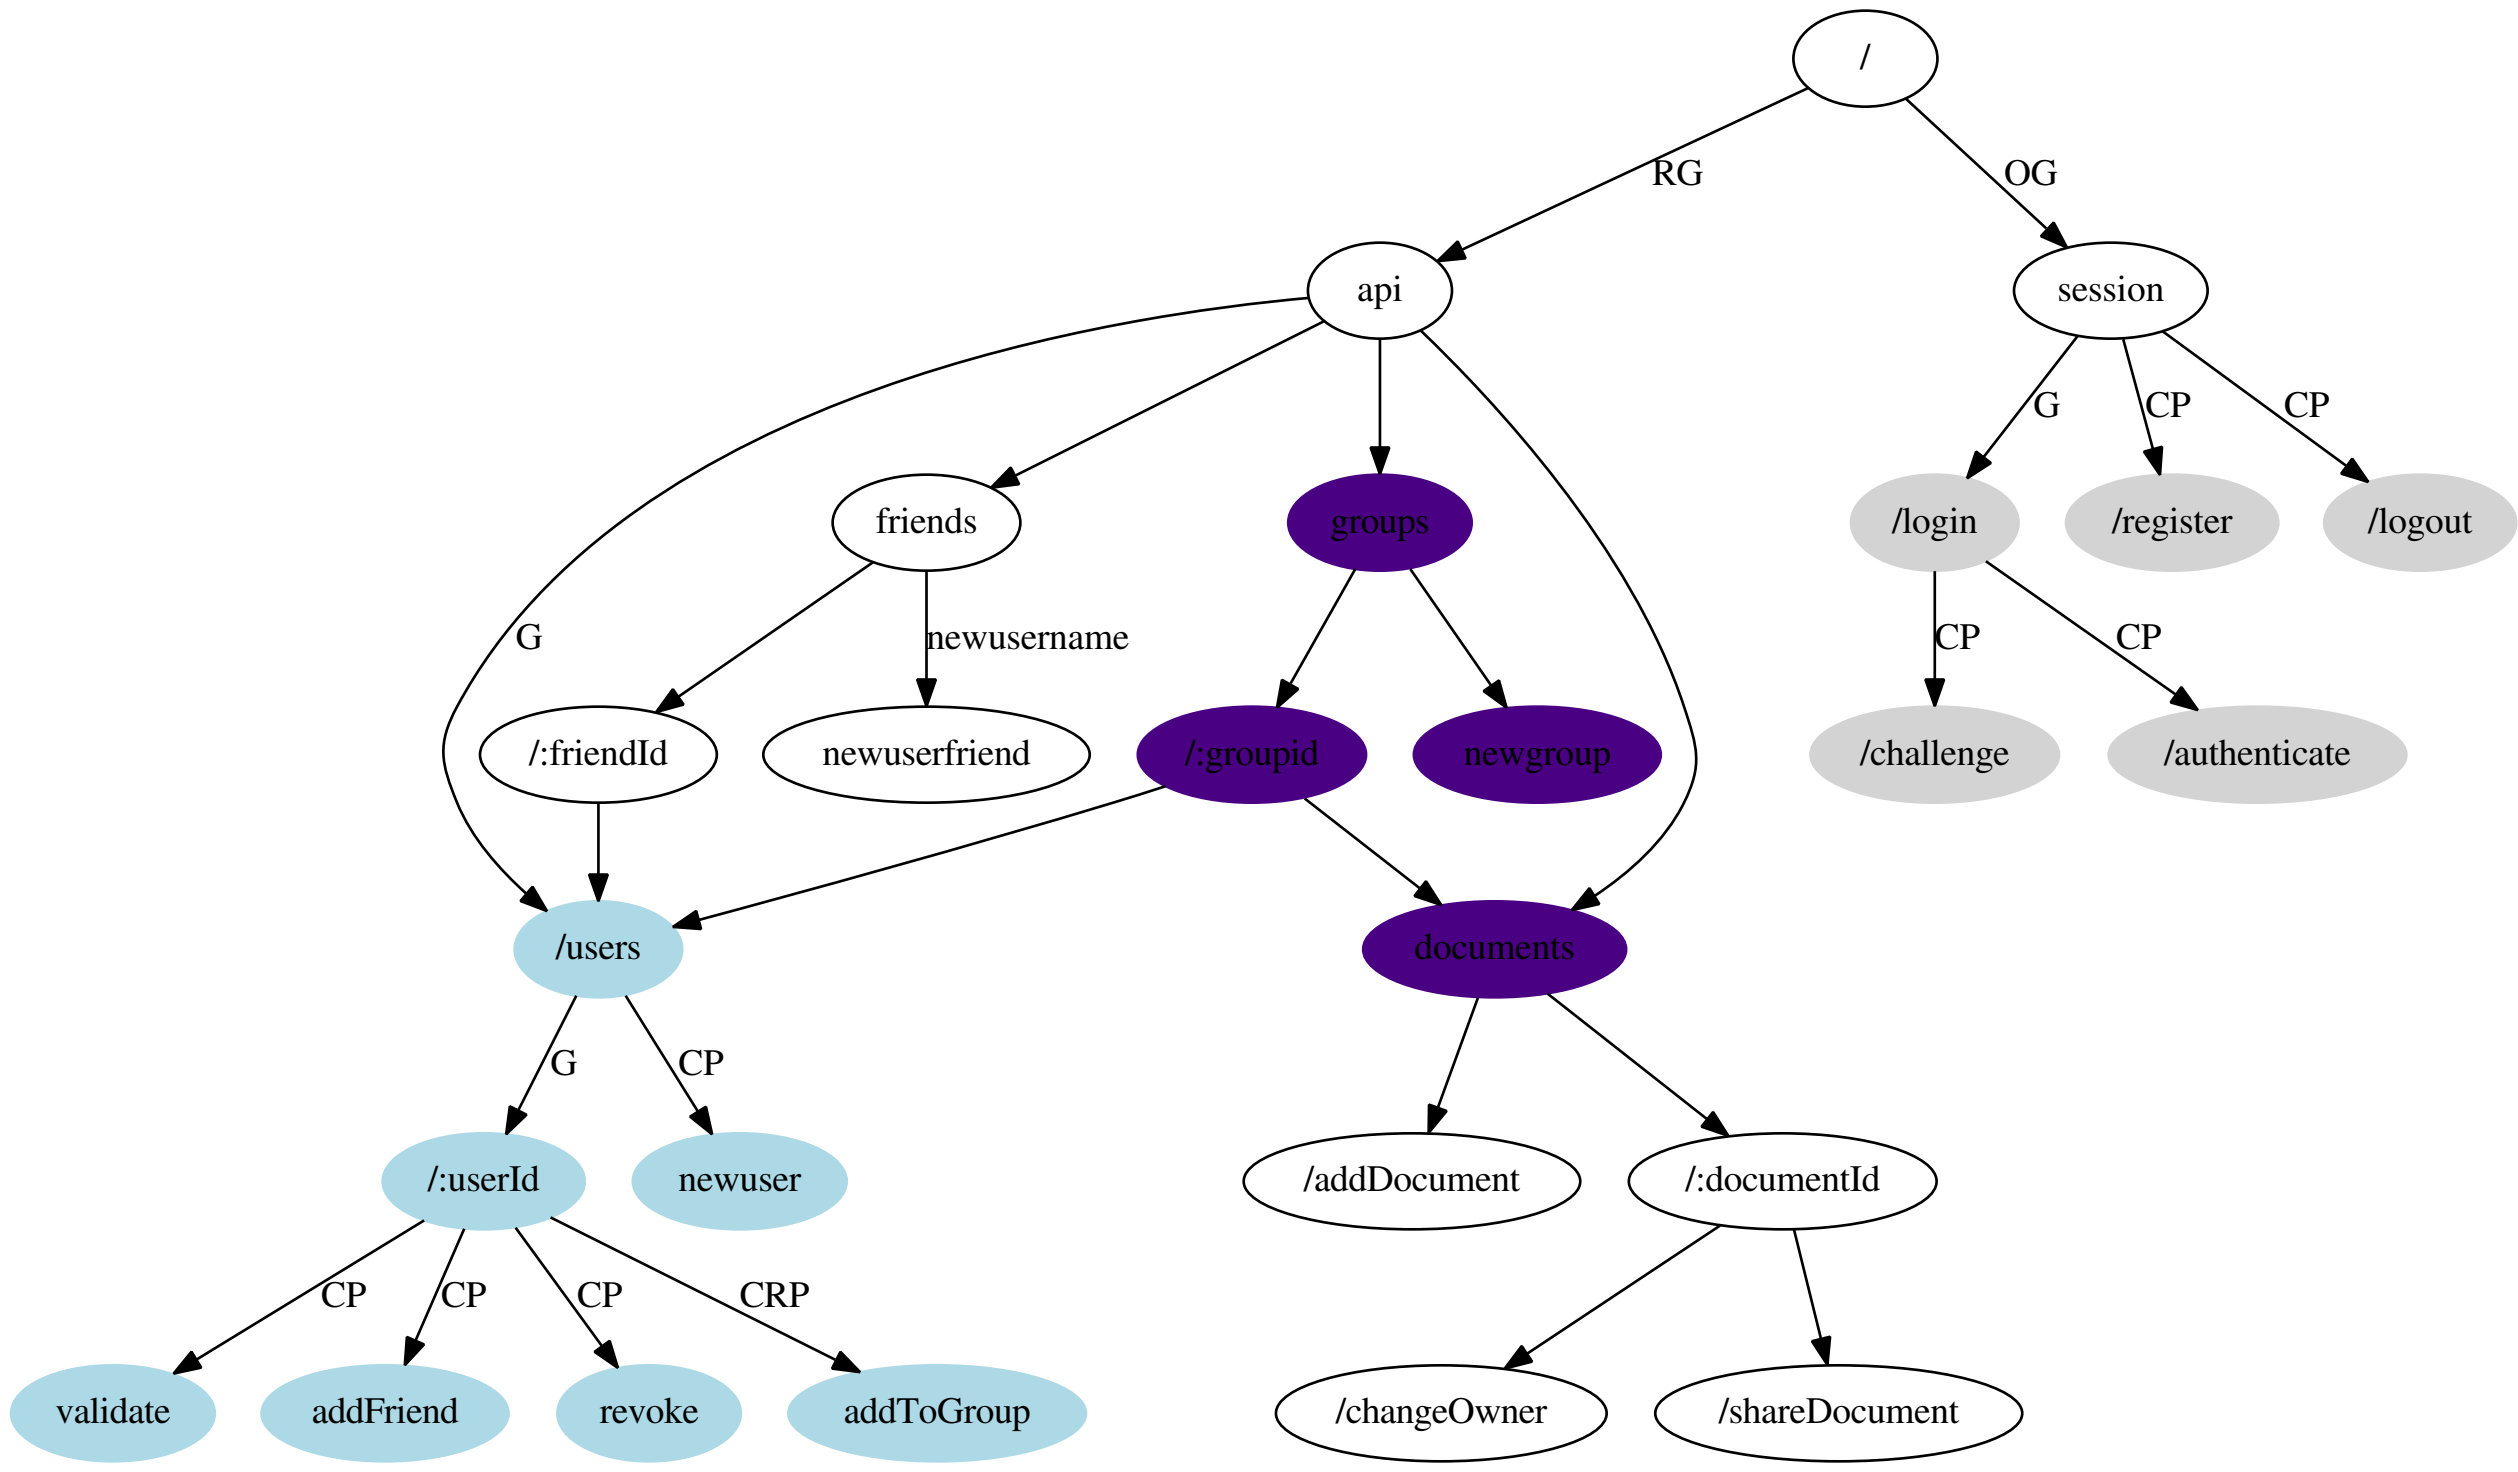 /
RG
OG
api
session
G
CP
CP
friends
groups
/login
/register
/logout
G
newusername
CP
CP
/:friendId
newuserfriend
/:groupid
newgroup
/challenge
/authenticate
/users
documents
G
CP
/:userId
newuser
/addDocument
/:documentId
CP
CP
CP
CRP
validate
addFriend
revoke
addToGroup
/changeOwner
/shareDocument